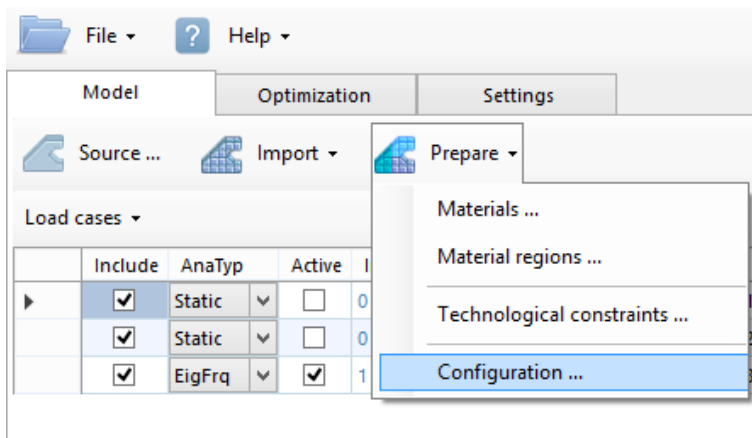 File ? Help
Model Optimization Settings
Source ... Import Prepare
Materials ...
Load cases
Material regions ...
Include AnaTyp Active
Static 0
Technological constraints ...
Static 0
EigFrq 1
Configuration ...